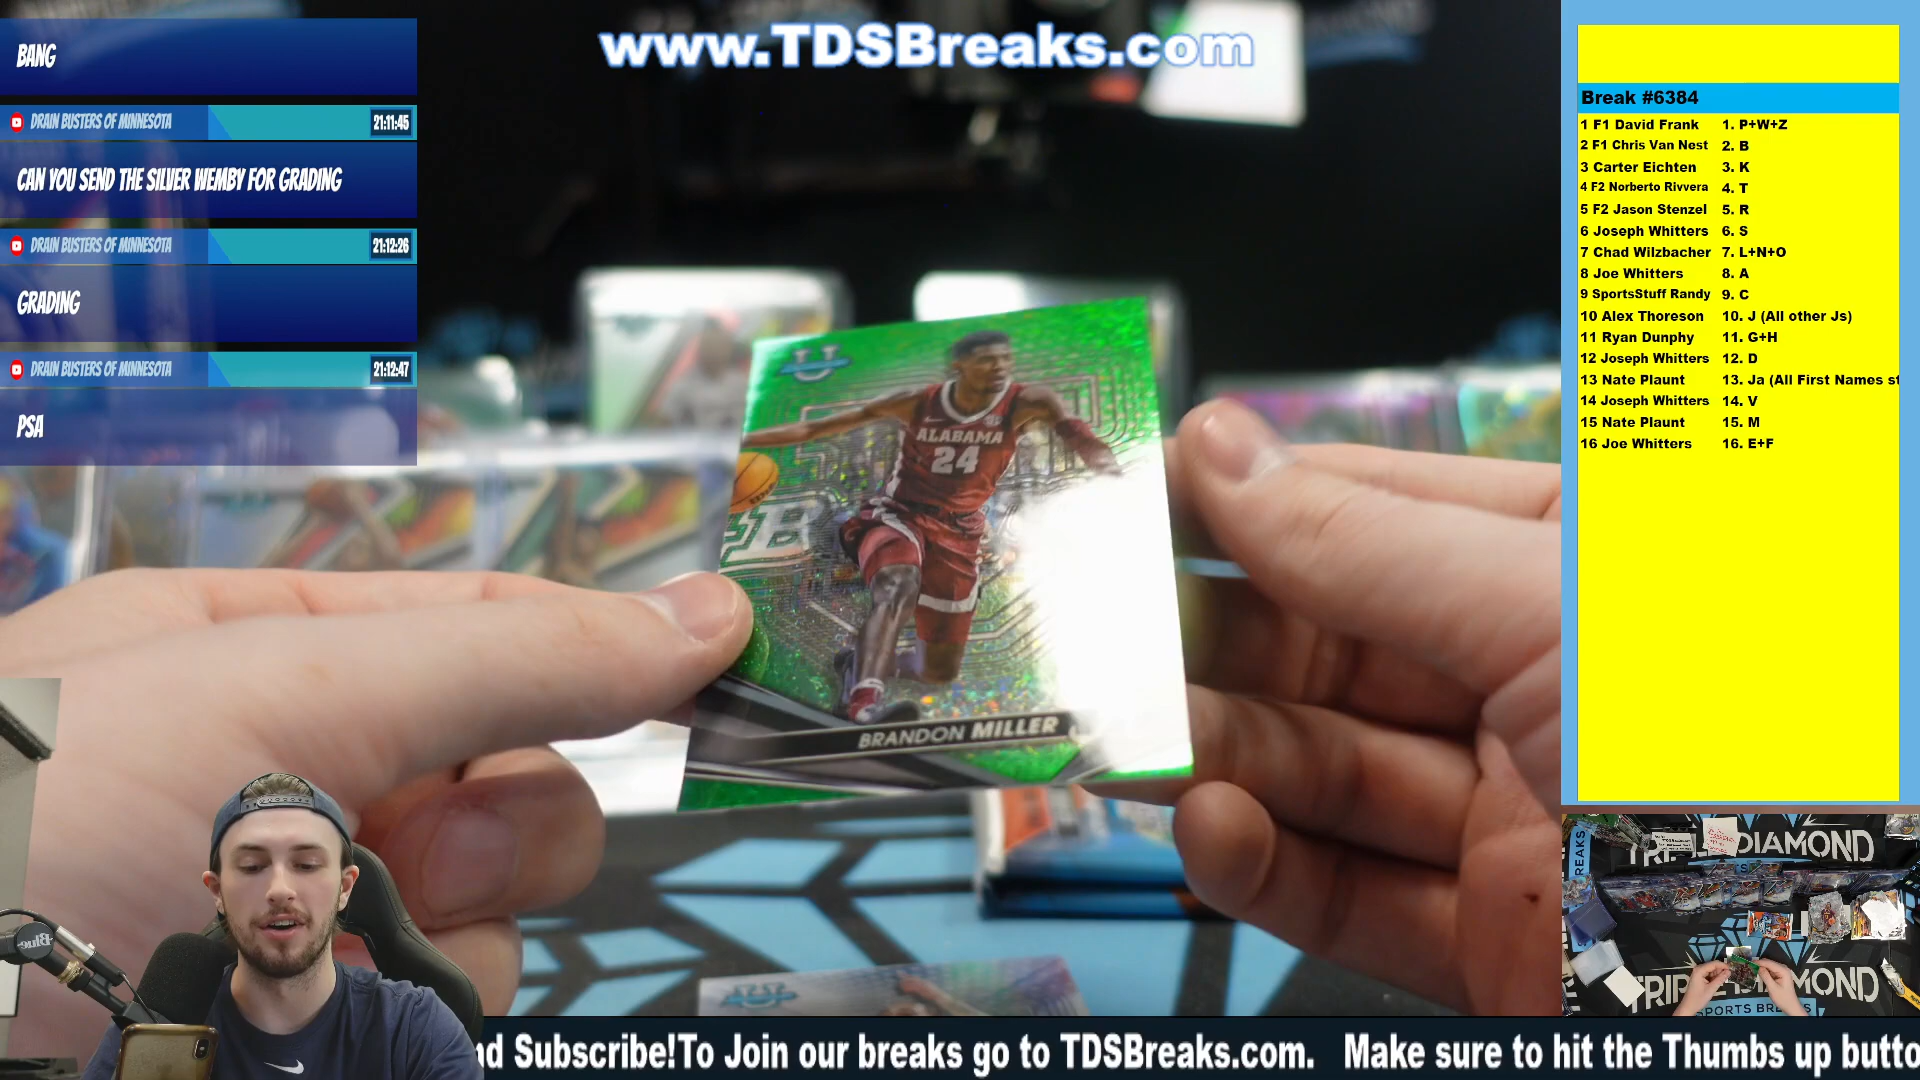 www.TDSBreaks.com
BANG
DRAIN BUSTERS OF MINNESOTA 21:11:45
CAN YOU SEND THE SILVER WEMBY FOR GRADING
DRAIN BUSTERS OF MINNESOTA 21:12:26
GRADING
DRAIN BUSTERS OF MINNESOTA 21:12:47
PSA
U
ALABAMA
24
B
BRANDON MILLER
Break #6384
1 F1 David Frank 1. P+W+Z
2 F1 Chris Van Nest 2. B
3 Carter Eichten 3. K
4 F2 Norberto Rivvera 4. T
5 F2 Jason Stenzel 5. R
6 Joseph Whitters 6. S
7 Chad Wilzbacher 7. L+N+O
8 Joe Whitters 8. A
9 SportsStuff Randy 9. C
10 Alex Thoreson 10. J (All other Js)
11 Ryan Dunphy 11. G+H
12 Joseph Whitters 12. D
13 Nate Plaunt 13. Ja (All First Names st
14 Joseph Whitters 14. V
15 Nate Plaunt 15. M
16 Joe Whitters 16. E+F
DIAMOND
REAKS
TRIPLE DIAMOND
SPORTS BRE
Blue
nd Subscribe!To Join our breaks go to TDSBreaks.com. Make sure to hit the Thumbs up butto